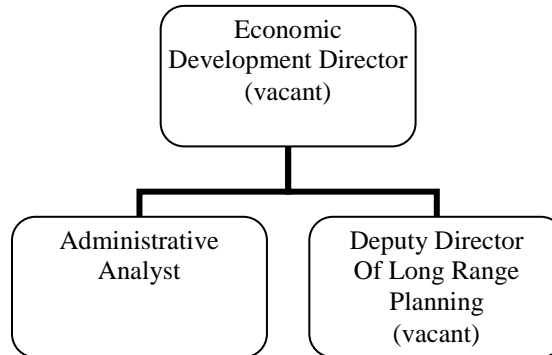 Economic
Development Director
(vacant)
Administrative
Analyst
Deputy Director
Of Long Range
Planning
(vacant)